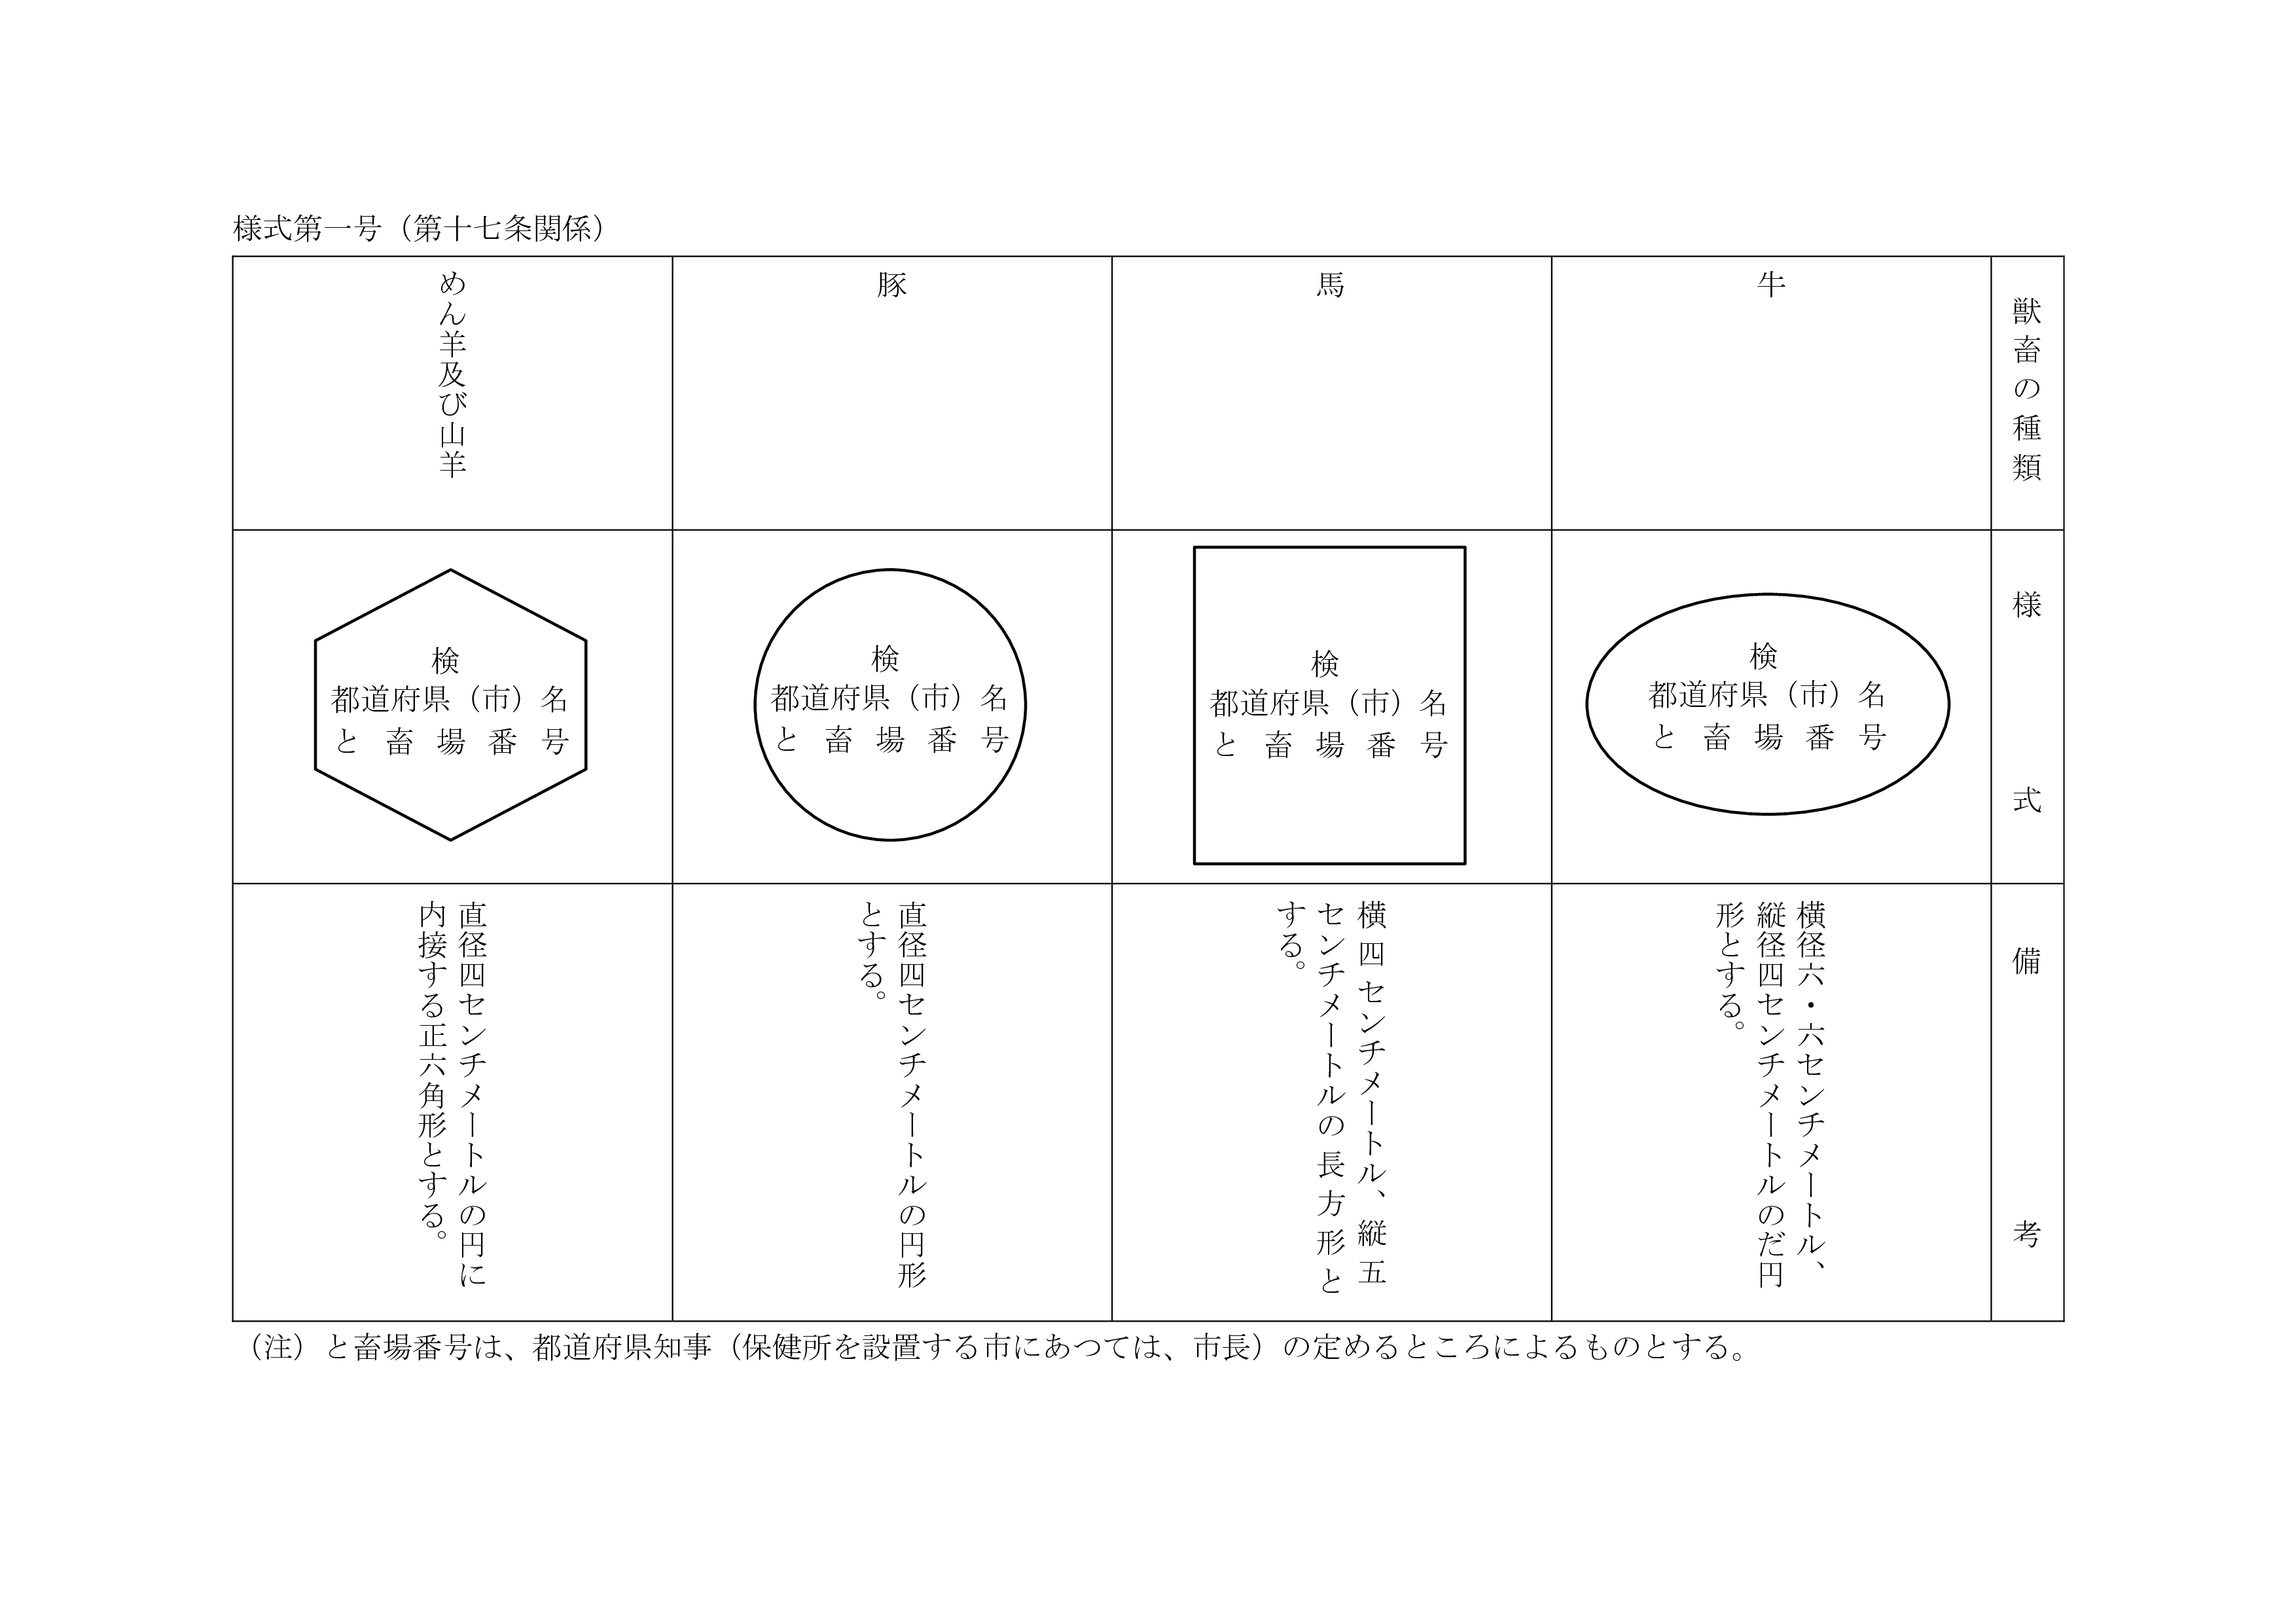 様式第一号（第十七条関係）
獣畜の種類
様式
備考
牛
検
都道府県（市）名
と畜場番号
横径六・六センチメートル、
縦径四センチメートルのだ円
形とする。
馬
検
都道府県（市）名
と畜場番号
横四センチメートル、縦五
センチメートルの長方形と
する。
豚
検
都道府県（市）名
と畜場番号
直径四センチメートルの円形
とする。
めん羊及び山羊
検
都道府県（市）名
と畜場番号
直径四センチメートルの円に
内接する正六角形とする。
（注）と畜場番号は、都道府県知事（保健所を設置する市にあつては、市長）の定めるところによるものとする。